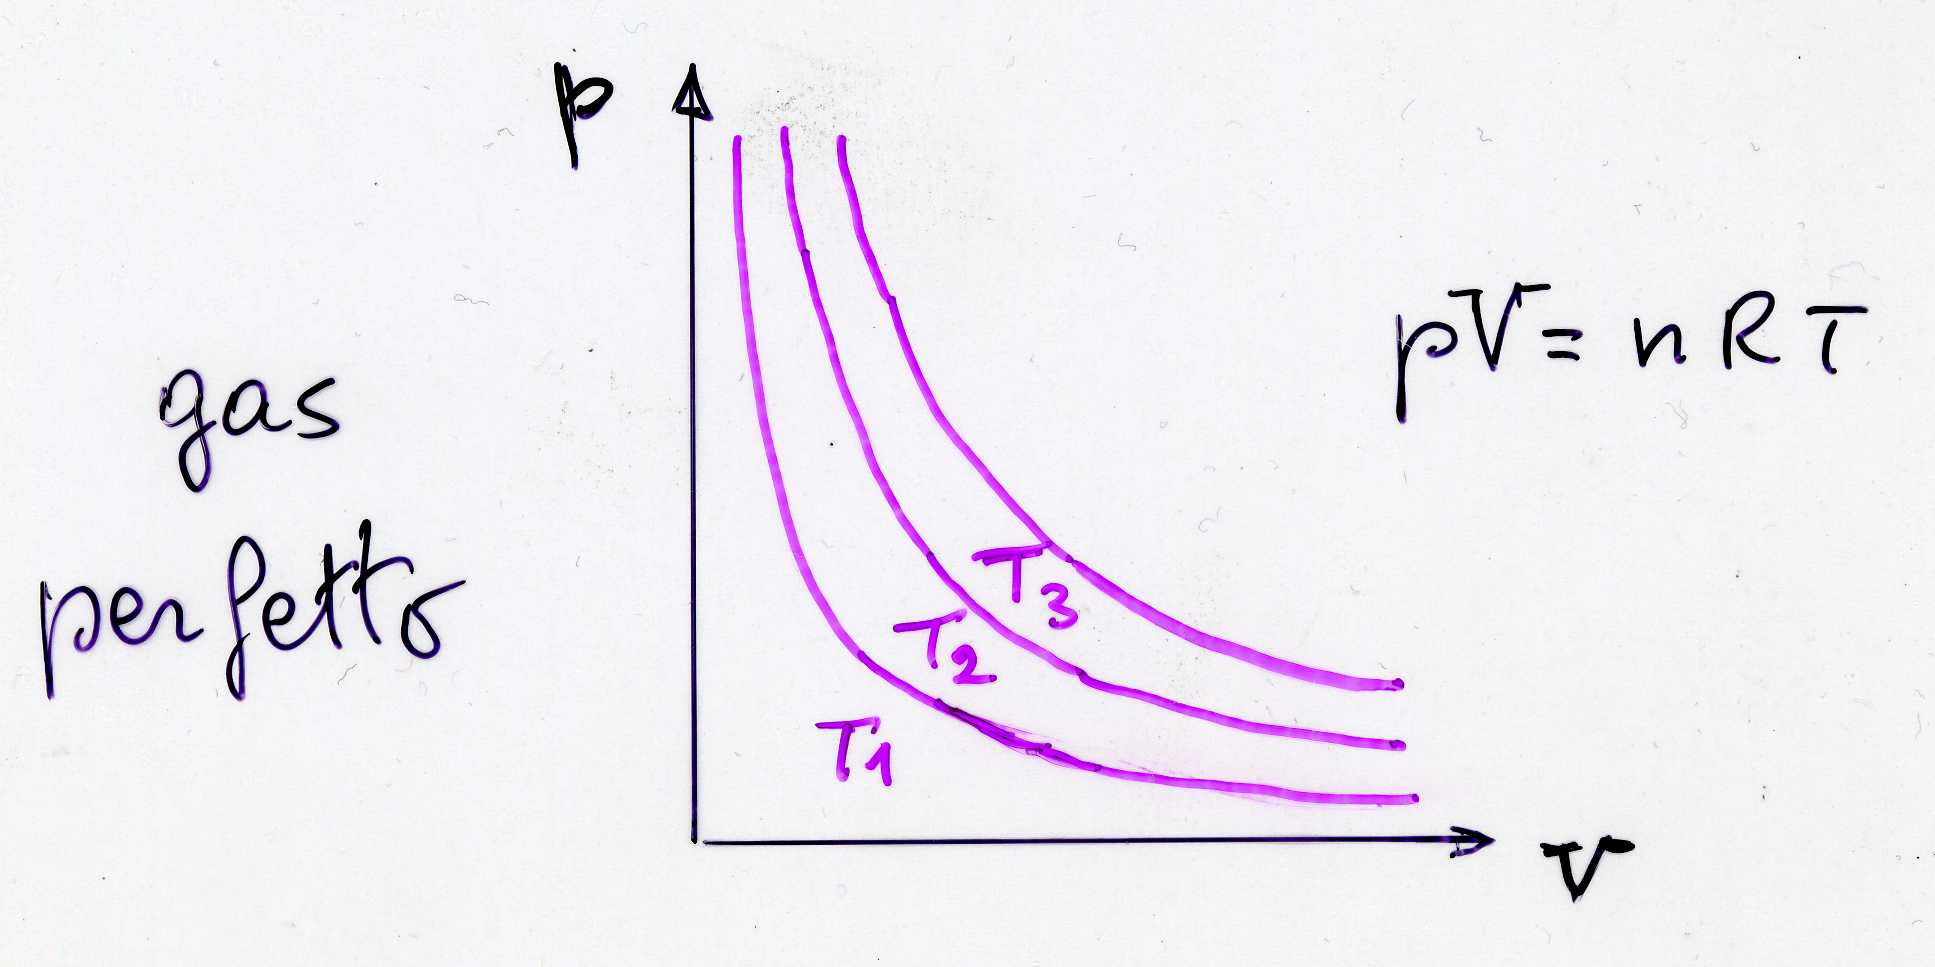 p
gas
perfetto
pV = nRT
T3
T2
T1
V